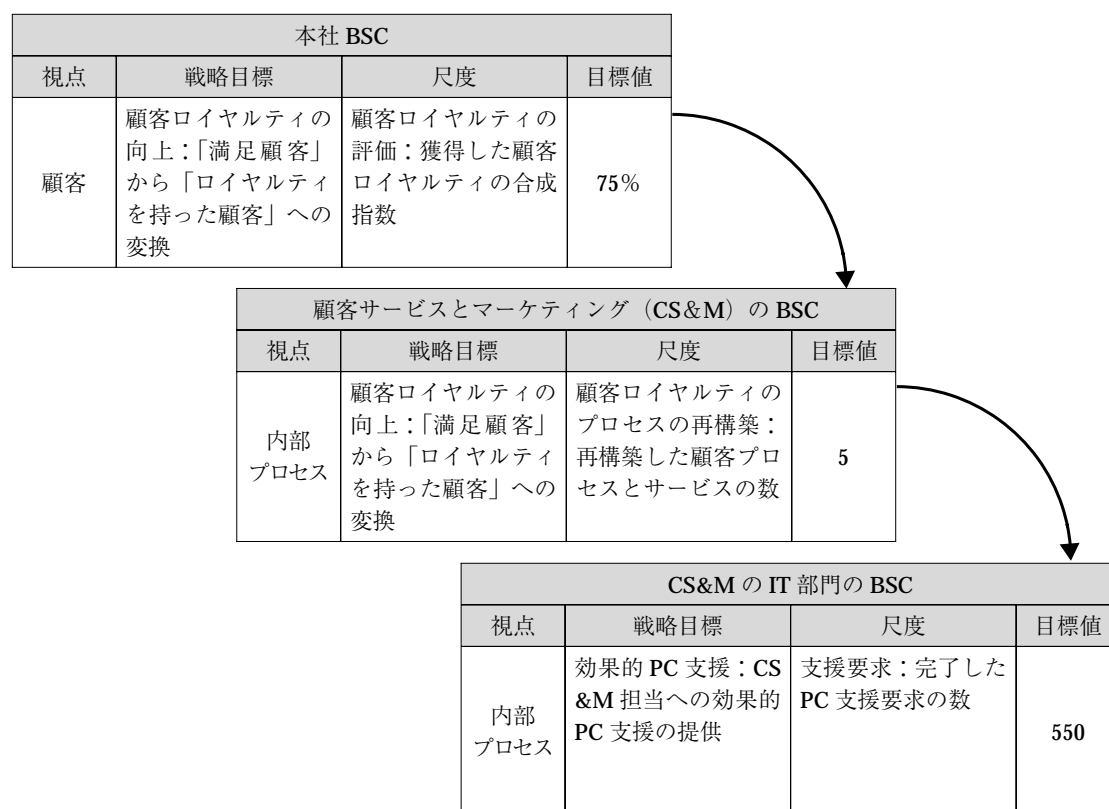 本社 BSC
視点 戦略目標 尺度 目標値
顧客
顧客ロイヤルティの
向上：「満足顧客」
から「ロイヤルティ
を持った顧客」への
変換
顧客ロイヤルティの
評価：獲得した顧客
ロイヤルティの合成
指数
75％
顧客サービスとマーケティング（CS＆M）の BSC
視点 戦略目標 尺度 目標値
内部
プロセス
顧客ロイヤルティの
向上：「満足顧客」
から「ロイヤルティ
を持った顧客」への
変換
顧客ロイヤルティの
プロセスの再構築：
再構築した顧客プロ
セスとサービスの数
5
CS&M の IT 部門の BSC
視点 戦略目標 尺度 目標値
内部
プロセス
効果的 PC 支援：CS
&M 担当への効果的
PC 支援の提供
支援要求：完了した
PC 支援要求の数
550